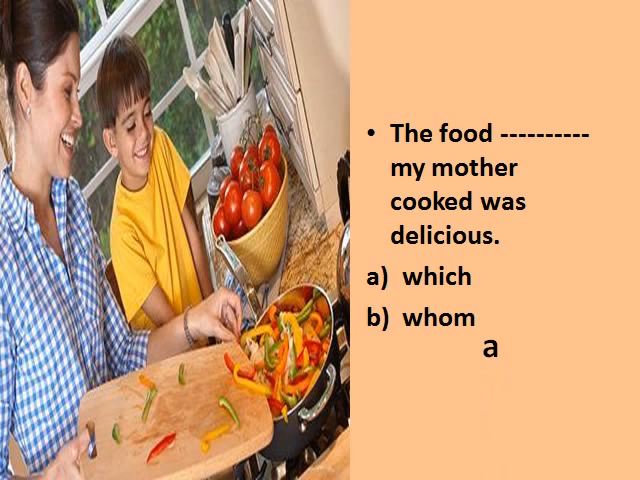 • The food ----------
my mother
cooked was
delicious.
a) which
b) whom
a